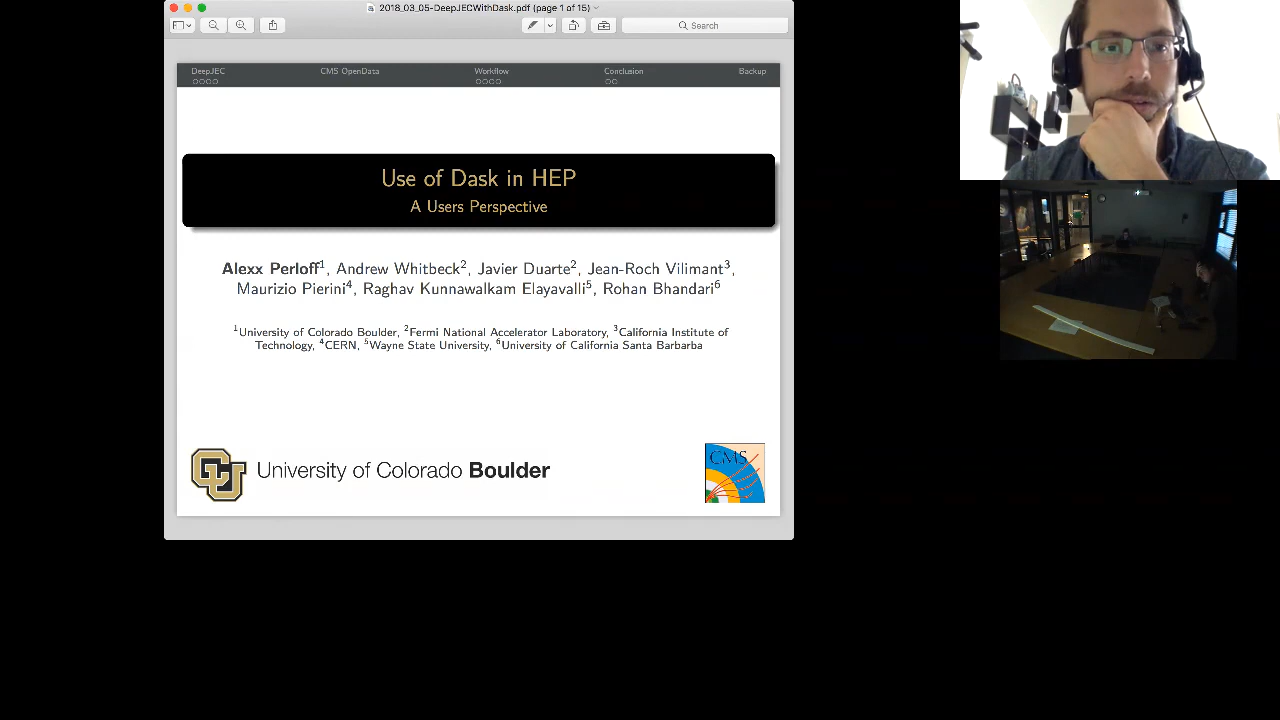 2018_03_05-DeepJECWithDask.pdf (page 1 of 15)
Search
DeepJEC CMS OpenData Workflow Conclusion Backup
Use of Dask in HEP
A Users Perspective
Alexx Perloff1, Andrew Whitbeck2, Javier Duarte2, Jean-Roch Vilimant3,
Maurizio Pierini4, Raghav Kunnawalkam Elayavalli5, Rohan Bhandari6
1University of Colorado Boulder, 2Fermi National Accelerator Laboratory, 3California Institute of
Technology, 4CERN, 5Wayne State University, 6University of California Santa Barbarba
CU University of Colorado Boulder
CMS